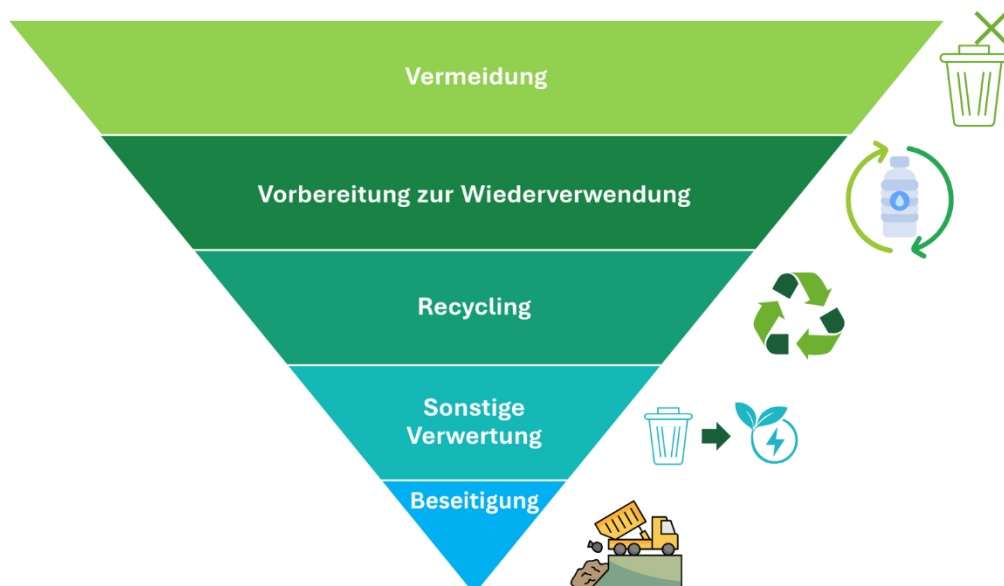 Vermeidung
Vorbereitung zur Wiederverwendung
Recycling
Sonstige
Verwertung
Beseitigung